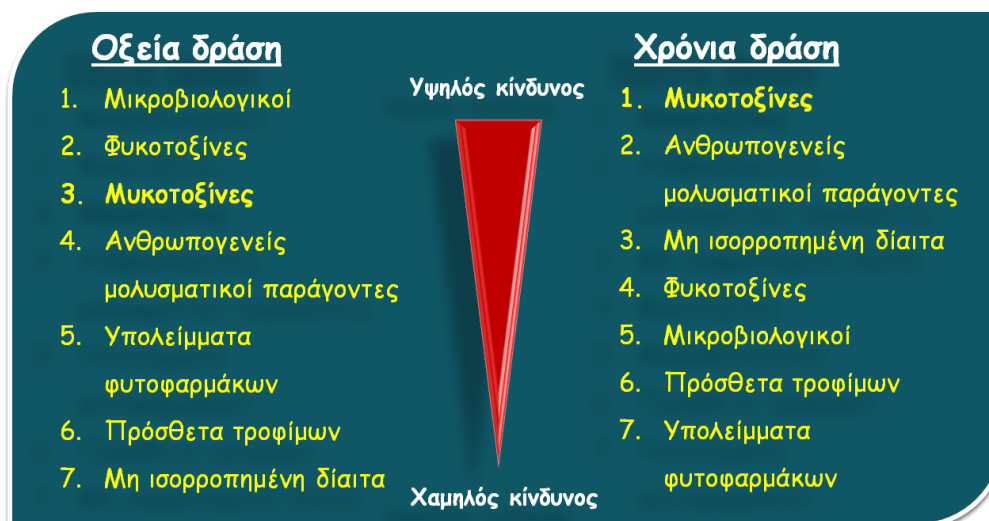 Οξεία δράση
1. Μικροβιολογικοί
2. Φυκοτοξίνες
3. Μυκοτοξίνες
4. Ανθρωπογενείς
μολυσματικοί παράγοντες
5. Υπολείμματα
φυτοφαρμάκων
6. Πρόσθετα τροφίμων
7. Μη ισορροπημένη δίαιτα
Υψηλός κίνδυνος
Χαμηλός κίνδυνος
Χρόνια δράση
1. Μυκοτοξίνες
2. Ανθρωπογενείς
μολυσματικοί παράγοντες
3. Μη ισορροπημένη δίαιτα
4. Φυκοτοξίνες
5. Μικροβιολογικοί
6. Πρόσθετα τροφίμων
7. Υπολείμματα
φυτοφαρμάκων